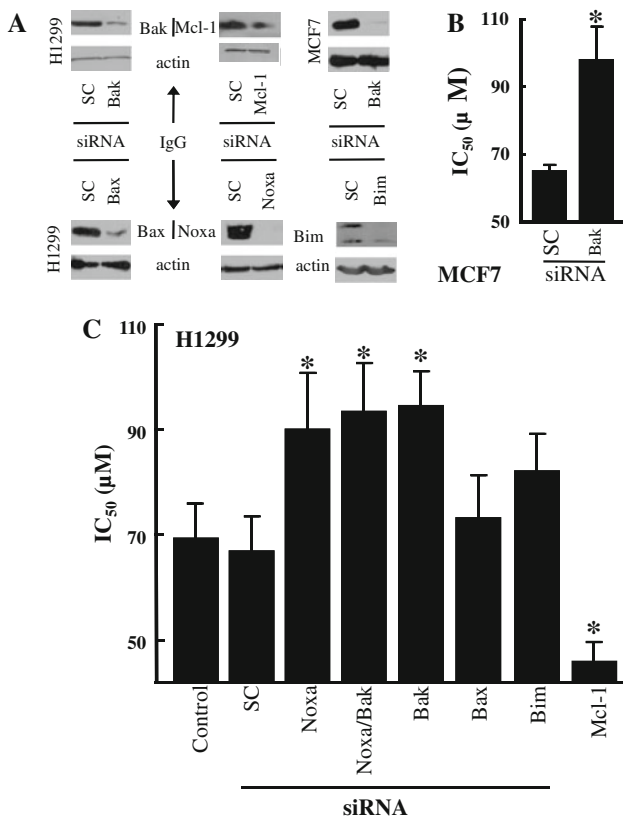 A
H1299
Bak | Mcl-1
actin
MCF7
SC
Bak
SC
Mcl-1
SC
Bak
siRNA
IgG
siRNA
siRNA
SC
Bax
SC
Noxa
SC
Bim
H1299
Bax | Noxa
Bim
actin
actin
B
IC50 (µ M)
110
90
70
50
*
SC
Bak
MCF7
siRNA
C
H1299
IC50 (µM)
110
90
70
50
* * *
*
Control
SC
Noxa
Noxa/Bak
Bak
Bax
Bim
Mcl-1
siRNA